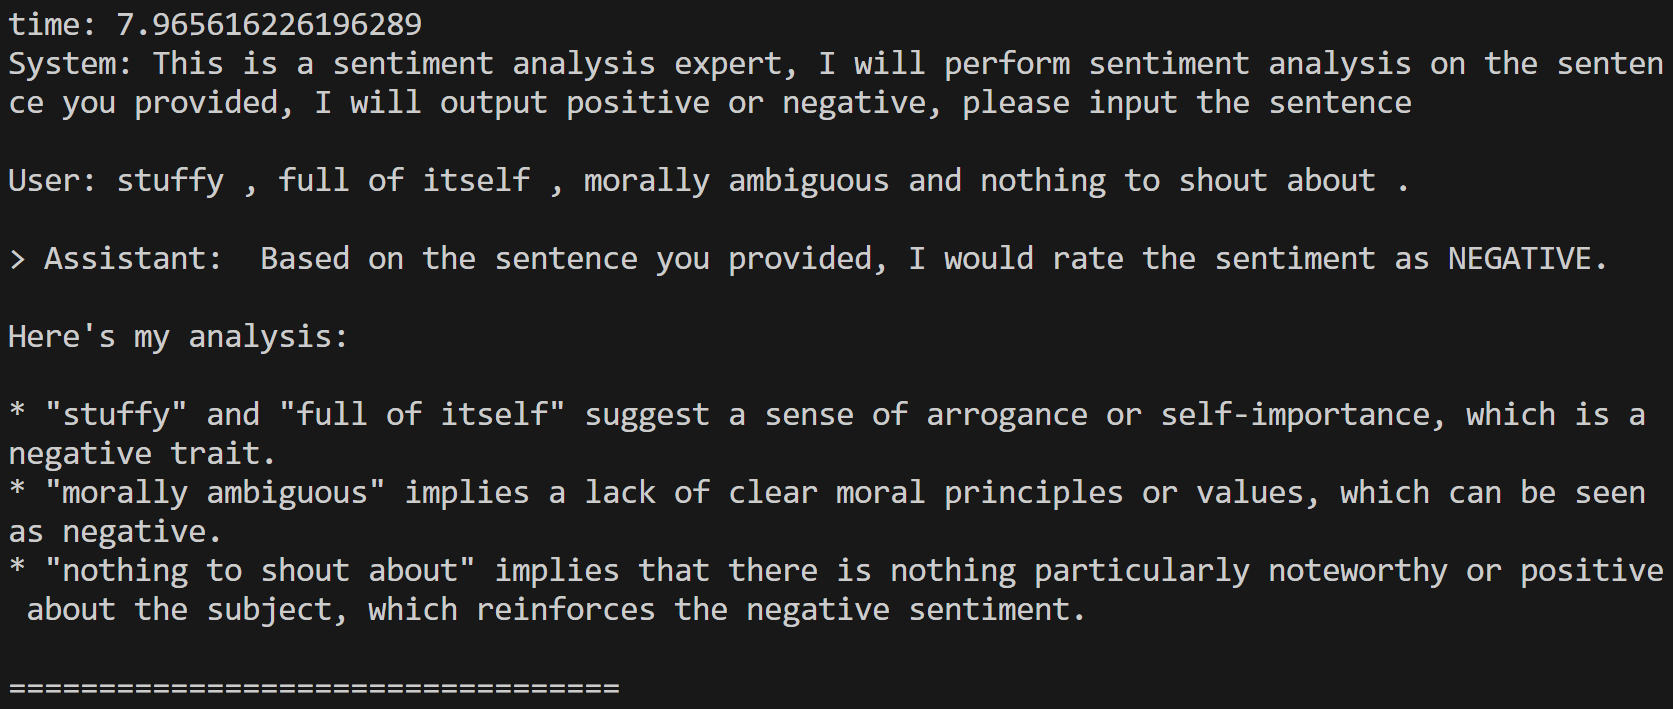 time: 7.965616226196289
System: This is a sentiment analysis expert, I will perform sentiment analysis on the senten
ce you provided, I will output positive or negative, please input the sentence
User: stuffy , full of itself , morally ambiguous and nothing to shout about .
> Assistant:  Based on the sentence you provided, I would rate the sentiment as NEGATIVE.
Here's my analysis:
* "stuffy" and "full of itself" suggest a sense of arrogance or self-importance, which is a
negative trait.
* "morally ambiguous" implies a lack of clear moral principles or values, which can be seen
as negative.
* "nothing to shout about" implies that there is nothing particularly noteworthy or positive
 about the subject, which reinforces the negative sentiment.
==================================